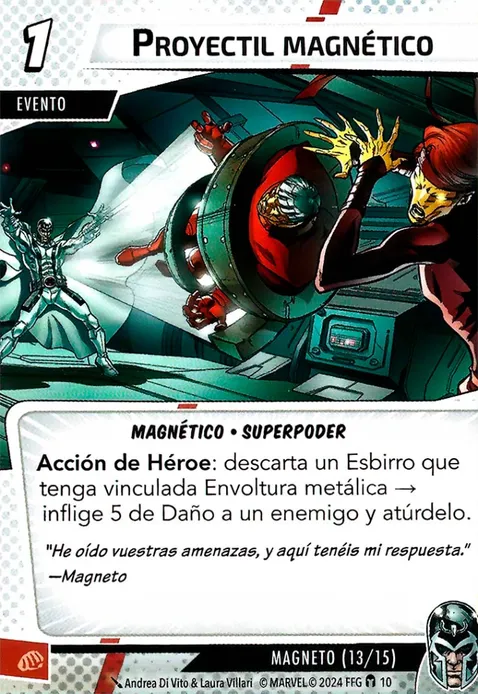 1
PROYECTIL MAGNÉTICO
EVENTO
MAGNÉTICO • SUPERPODER
Acción de Héroe: descarta un Esbirro que
tenga vinculada Envoltura metálica →
inflige 5 de Daño a un enemigo y atúrdelo.
"He oído vuestras amenazas, y aquí tenéis mi respuesta."
—Magneto
MAGNETO (13/15)
Andrea Di Vito & Laura Villari © MARVEL © 2024 FFG 10